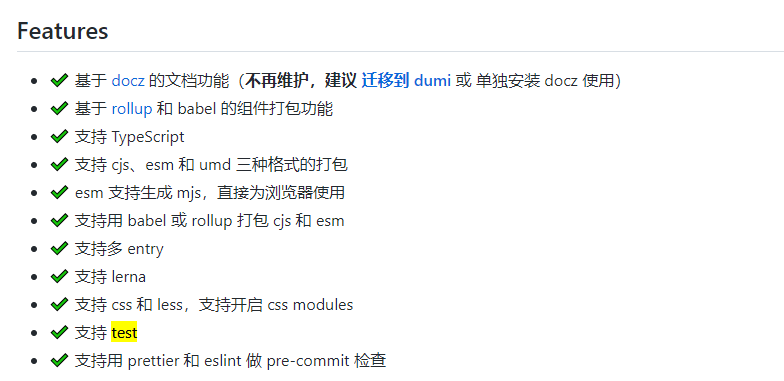 Features
基于 docz 的文档功能（不再维护，建议 迁移到 dumi 或 单独安装 docz 使用）
基于 rollup 和 babel 的组件打包功能
支持 TypeScript
支持 cjs、esm 和 umd 三种格式的打包
esm 支持生成 mjs，直接为浏览器使用
支持用 babel 或 rollup 打包 cjs 和 esm
支持多 entry
支持 lerna
支持 css 和 less，支持开启 css modules
支持 test
支持用 prettier 和 eslint 做 pre-commit 检查